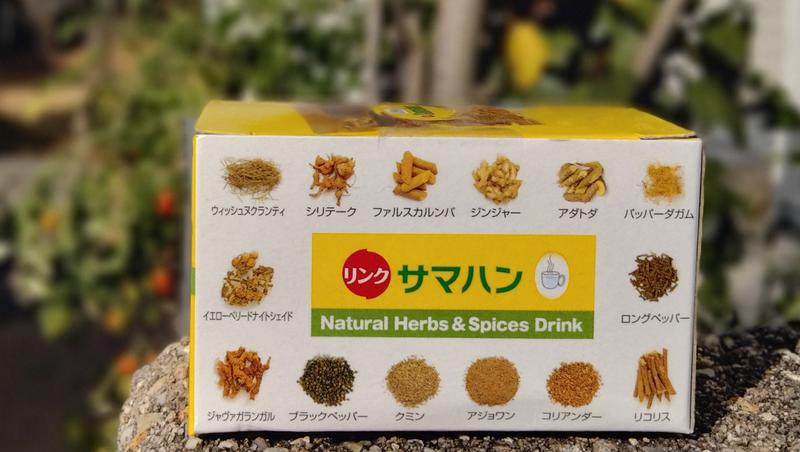 ウィッシュヌクランティ
シリテーク
ファルスカルンバ
ジンジャー
アダトダ
パッパーダガム
リンク サマハン
イエローベリードナイトシェイド
ロングペッパー
Natural Herbs & Spices Drink
ジャヴァガランガル
ブラックペッパー
クミン
アジョワン
コリアンダー
リコリス